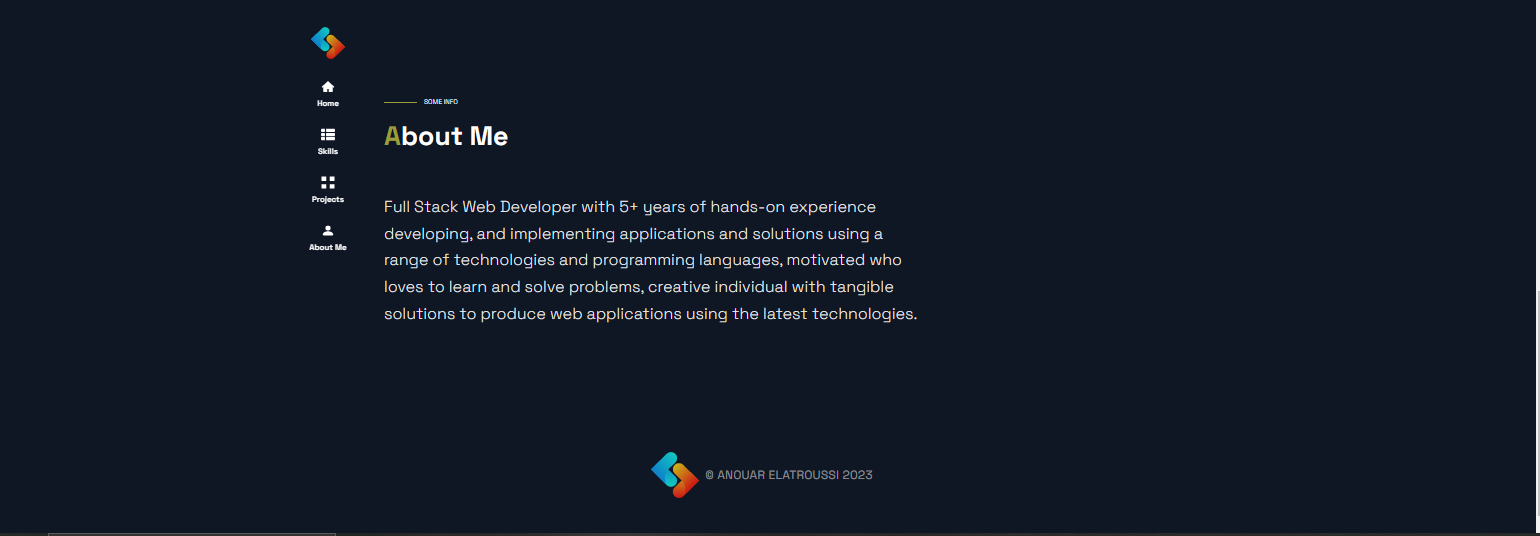 Home
Skills
Projects
About Me
SOME INFO
About Me
Full Stack Web Developer with 5+ years of hands-on experience
developing, and implementing applications and solutions using a
range of technologies and programming languages, motivated who
loves to learn and solve problems, creative individual with tangible
solutions to produce web applications using the latest technologies.
© ANOUAR ELATROUSSI 2023